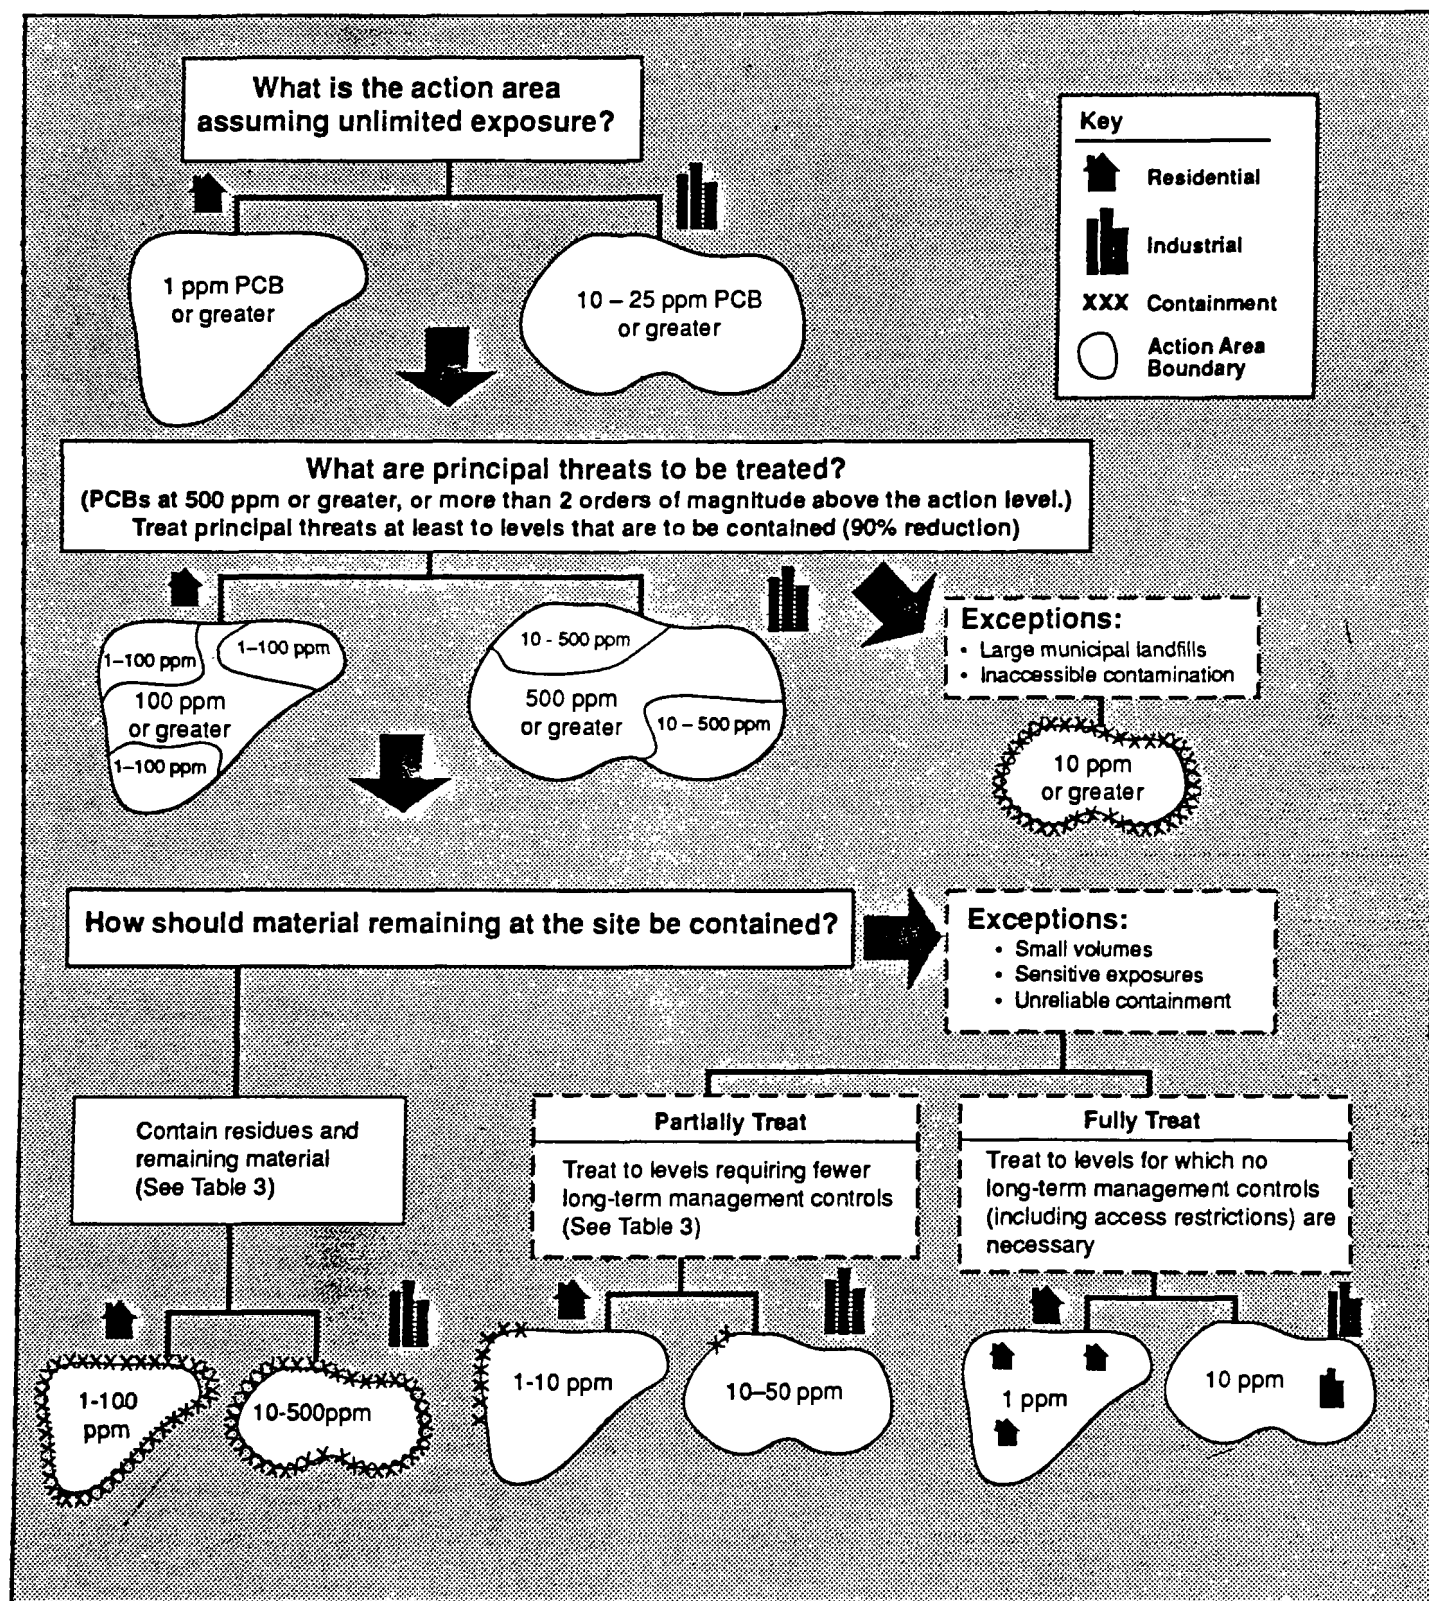 What is the action area
assuming unlimited exposure?
Key
Residential
Industrial
XXX Containment
Action Area
Boundary
1 ppm PCB
or greater
10 – 25 ppm PCB
or greater
What are principal threats to be treated?
(PCBs at 500 ppm or greater, or more than 2 orders of magnitude above the action level.)
Treat principal threats at least to levels that are to be contained (90% reduction)
1–100 ppm
1–100 ppm
100 ppm
or greater
1–100 ppm
10 - 500 ppm
500 ppm
or greater
10 – 500 ppm
Exceptions:
• Large municipal landfills
• Inaccessible contamination
10 ppm
or greater
How should material remaining at the site be contained?
Exceptions:
• Small volumes
• Sensitive exposures
• Unreliable containment
Contain residues and
remaining material
(See Table 3)
Partially Treat
Treat to levels requiring fewer
long-term management controls
(See Table 3)
Fully Treat
Treat to levels for which no
long-term management controls
(including access restrictions) are
necessary
1-100
ppm
10-500ppm
1-10 ppm
10–50 ppm
1 ppm
10 ppm